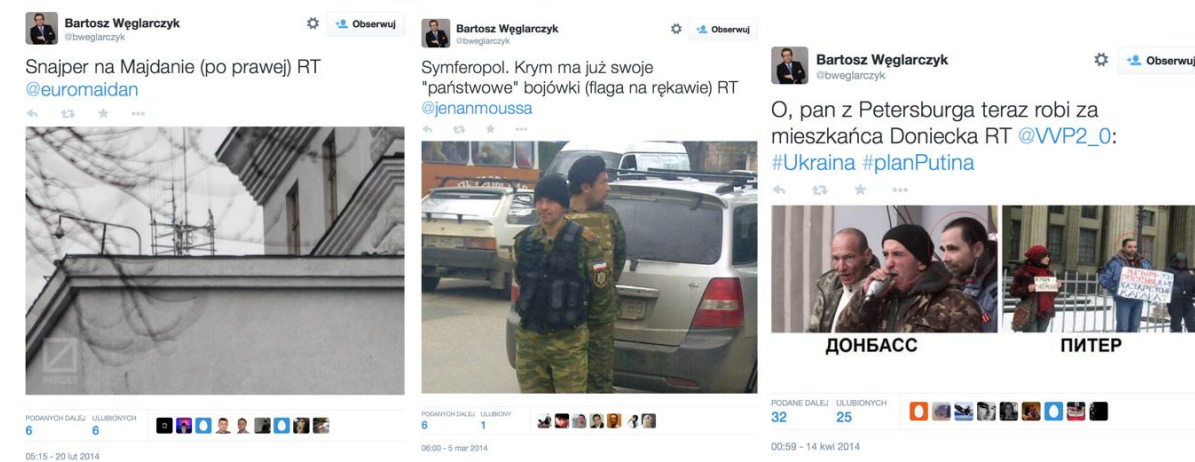 Bartosz Węglarczyk
@bweglarczyk
Obserwuj
Snajper na Majdanie (po prawej) RT
@euromaidan
INSIDER
PODANYCH DALEJ ULUBIONYCH
6 6
05:15 - 20 lut 2014
Bartosz Węglarczyk
@bweglarczyk
Obserwuj
Symferopol. Krym ma już swoje
"państwowe" bojówki (flaga na rękawie) RT
@jenanmoussa
PODANYCH DALEJ ULUBIONY
6 1
06:00 - 5 mar 2014
Bartosz Węglarczyk
@bweglarczyk
Obserwuj
O, pan z Petersburga teraz robi za
mieszkańca Doniecka RT @VVP2_0:
#Ukraina #planPutina
ДОНБАСС
ПИТЕР
PODANE DALEJ ULUBIONYCH
32 25
00:59 - 14 kwi 2014